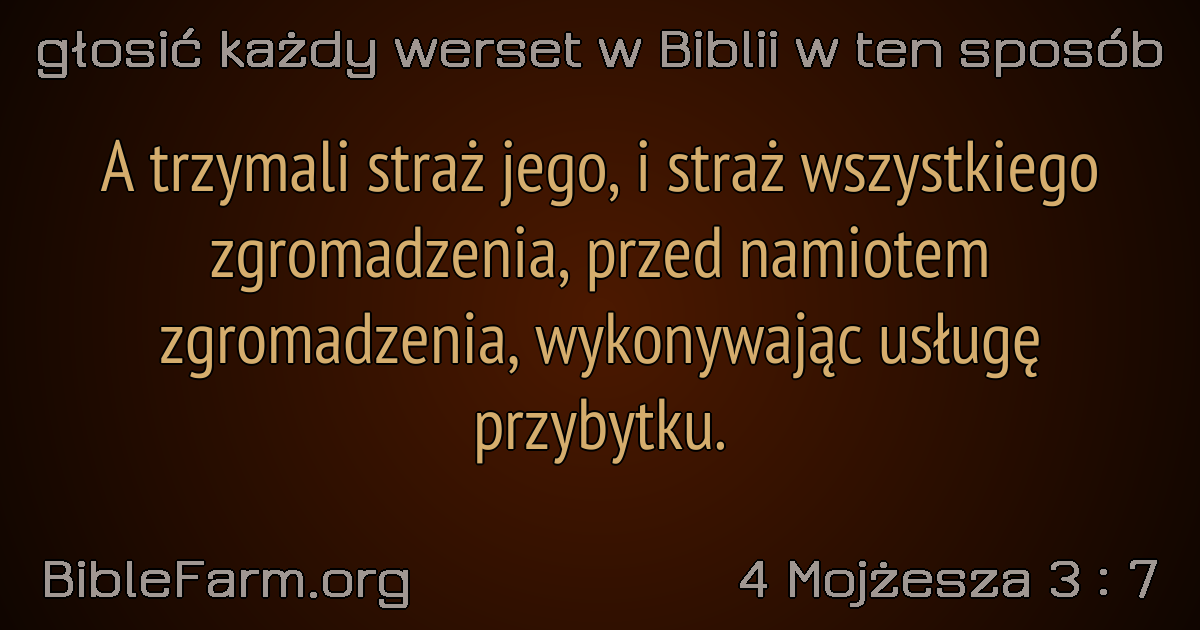 głosić każdy werset w Biblii w ten sposób
A trzymali straż jego, i straż wszystkiego
zgromadzenia, przed namiotem
zgromadzenia, wykonywając usługę
przybytku.
BibleFarm.org
4 Mojżesza 3 : 7